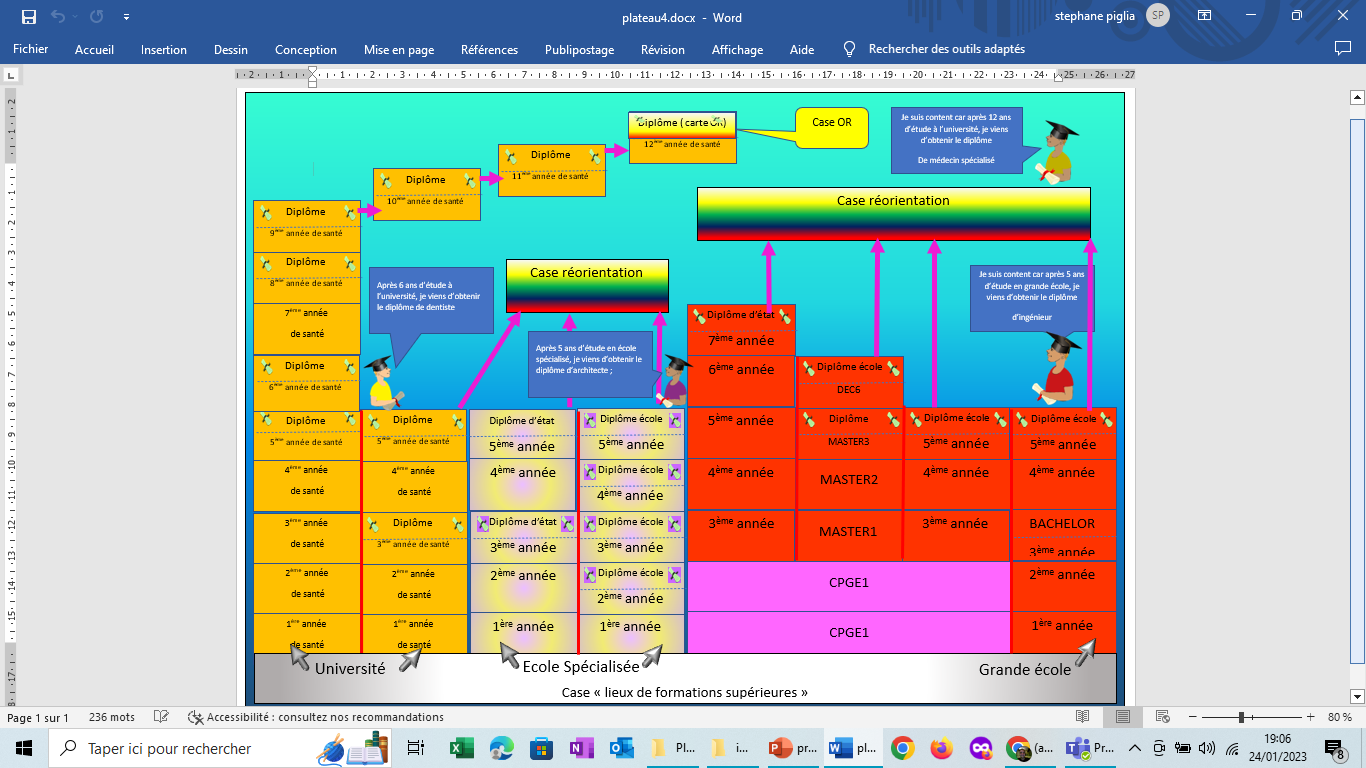 plateau4.docx - Word
stephane piglia
SP
Fichier Accueil Insertion Dessin Conception Mise en page Références Publipostage Révision Affichage Aide Rechercher des outils adaptés
Diplôme ( carte OR)
12ème année de santé
Case OR
Je suis content car après 12 ans
d'étude à l'université, je viens
d'obtenir le diplôme
De médecin spécialisé
Diplôme
11ème année de santé
Diplôme
10ème année de santé
Diplôme
9ème année de santé
Case réorientation
Diplôme
8ème année de santé
Après 6 ans d'étude à
l'université, je viens d'obtenir
le diplôme de dentiste
Case réorientation
Je suis content car après 5 ans
d'étude en grande école, je
viens d'obtenir le diplôme
d'ingénieur
7ème année
de santé
Après 5 ans d'étude en école
spécialisé, je viens d'obtenir le
diplôme d'architecte ;
Diplôme d'état
7ème année
Diplôme
6ème année de santé
6ème année
Diplôme école
DEC6
Diplôme
5ème année de santé
Diplôme
5ème année de santé
Diplôme d'état
5ème année
Diplôme école
5ème année
5ème année
Diplôme
MASTER3
Diplôme école
5ème année
Diplôme école
5ème année
4ème année
de santé
4ème année
de santé
4ème année
Diplôme école
4ème année
4ème année
MASTER2
4ème année
4ème année
3ème année
de santé
Diplôme
3ème année de santé
Diplôme d'état
3ème année
Diplôme école
3ème année
3ème année
MASTER1
3ème année
BACHELOR
3ème année
2ème année
de santé
2ème année
de santé
2ème année
Diplôme école
2ème année
CPGE1
2ème année
1ère année
de santé
1ère année
de santé
1ère année
1ère année
CPGE1
1ère année
Université
Ecole Spécialisée
Grande école
Case « lieux de formations supérieures »
Page 1 sur 1 236 mots Accessibilité : consultez nos recommandations 80 %
Taper ici pour rechercher
Pl...
i...
pr...
pl...
(a...
Pr...
19:06
24/01/2023
8